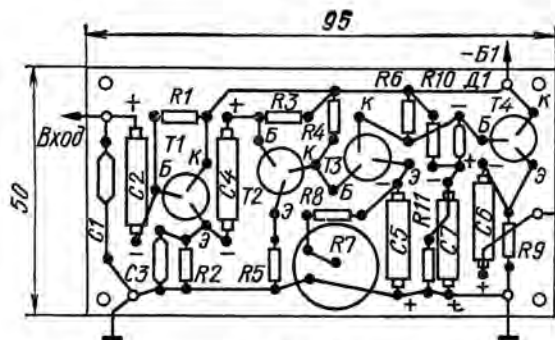 95
-Б1
50
Вход
+
R1
+
R3
R6
R10
Д1
T4
К
Б
T1
К
Б
R4
К
T3
К
-
Б
C1
C2
Б
C4
T2
Б
Э
-
+
Э
-
-
Э
R8
Э
-
C5
R11
C7
C6
C3
R2
R5
R7
R9
-
-
Э
+
+
+